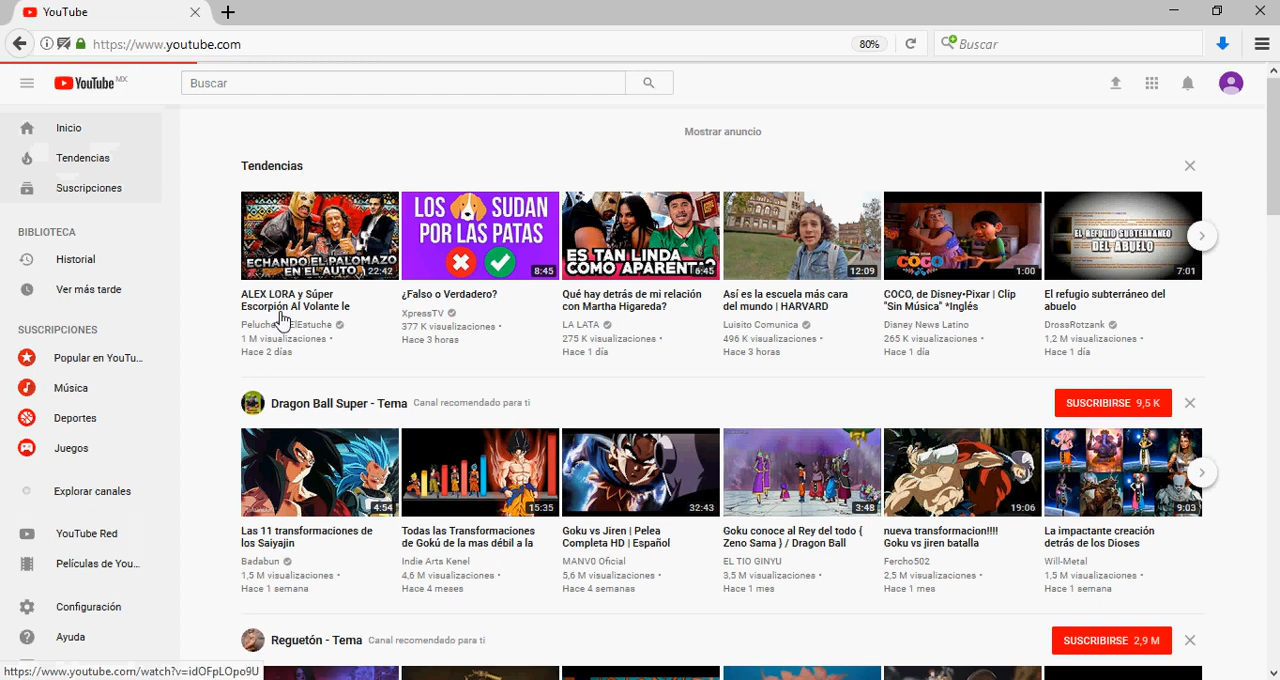 YouTube
https://www.youtube.com
80%
Buscar
YouTube MX
Buscar
Inicio
Tendencias
Suscripciones
BIBLIOTECA
Historial
Ver más tarde
SUSCRIPCIONES
Popular en YouTu...
Música
Deportes
Juegos
Explorar canales
YouTube Red
Películas de You...
Configuración
Ayuda
Mostrar anuncio
Tendencias
ECHANDO EL PALOMAZO
EN EL AUTO
22:42
ALEX LORA y Súper
Escorpión Al Volante le
1 M visualizaciones •
Hace 2 días
LOS SUDAN
POR LAS PATAS
8:45
¿Falso o Verdadero?
XpressTV
377 K visualizaciones •
Hace 3 horas
ES TAN LINDA
COMO APARENTA?
6:45
Qué hay detrás de mi relación
con Martha Higareda?
LA LATA
275 K visualizaciones •
Hace 1 día
12:09
Así es la escuela más cara
del mundo | HARVARD
Luisito Comunica
496 K visualizaciones •
Hace 3 horas
COCO
1:00
COCO, de Disney•Pixar | Clip
"Sin Música" *Inglés
Disney News Latino
265 K visualizaciones •
Hace 1 día
EL REFUGIO SUBTERRANEO
DEL ABUELO
7:01
El refugio subterráneo del
abuelo
DrossRotzank
1,2 M visualizaciones •
Hace 1 día
Dragon Ball Super - Tema
Canal recomendado para ti
SUSCRIBIRSE 9,5 K
4:54
Las 11 transformaciones de
los Saiyajin
Badabun
1,5 M visualizaciones •
Hace 1 semana
15:35
Todas las Transformaciones
de Gokú de la mas débil a la
Indie Arts Kenel
4,6 M visualizaciones •
Hace 4 meses
32:43
Goku vs Jiren | Pelea
Completa HD | Español
MANV0 Oficial
5,6 M visualizaciones •
Hace 4 semanas
3:48
Goku conoce al Rey del todo {
Zeno Sama } / Dragon Ball
EL TIO GINYU
3,5 M visualizaciones •
Hace 1 mes
19:06
nueva transformacion!!!!
Goku vs jiren batalla
Fercho502
2,5 M visualizaciones •
Hace 1 mes
9:03
La impactante creación
detrás de los Dioses
Will-Metal
1,5 M visualizaciones •
Hace 1 semana
Reguetón - Tema
Canal recomendado para ti
SUSCRIBIRSE 2,9 M
https://www.youtube.com/watch?v=idOFpLOpo9U